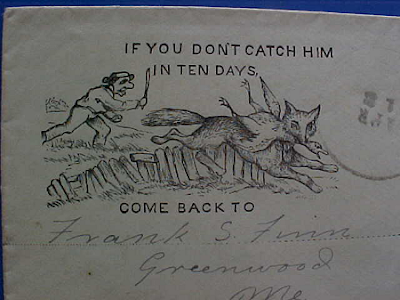 IF YOU DON'T CATCH HIM
IN TEN DAYS,
COME BACK TO
Frank S. Finn
Greenwood
Me